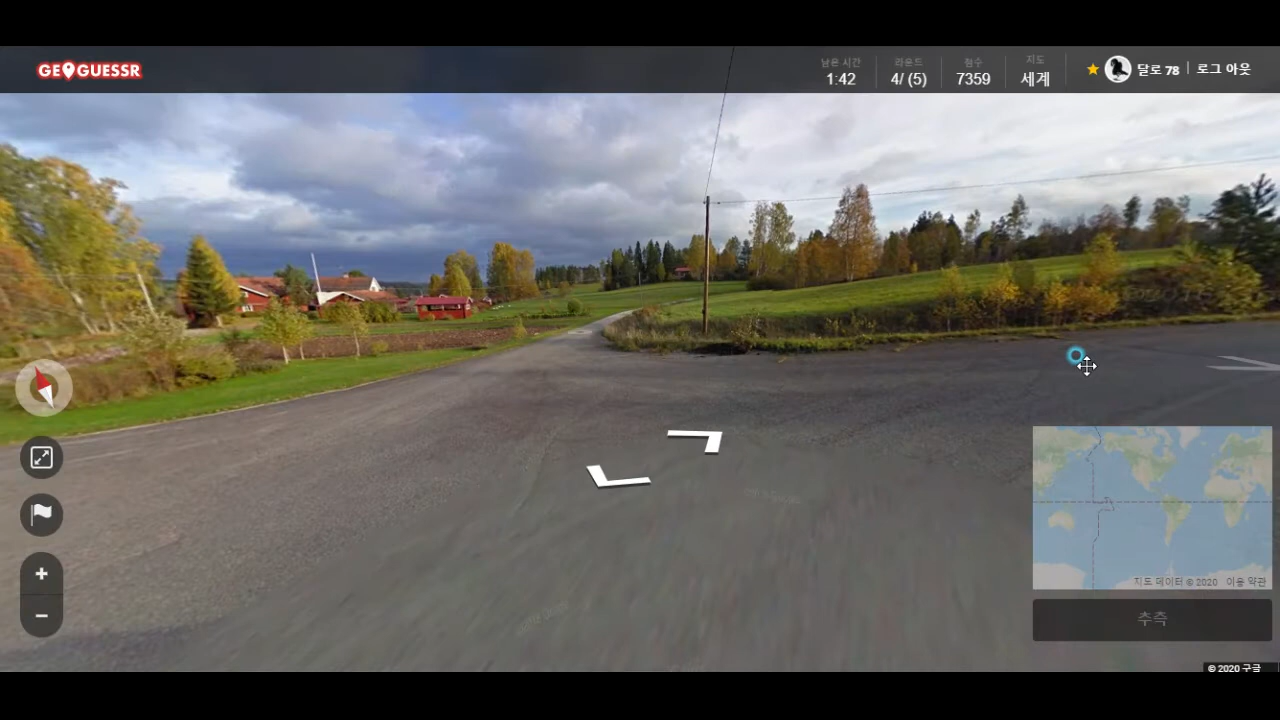 GEOGUESSR
남은 시간
1:42
라운드
4/ (5)
점수
7359
지도
세계
달로 78
로그 아웃
지도 데이터 © 2020 이용 약관
추측
© 2020 구글